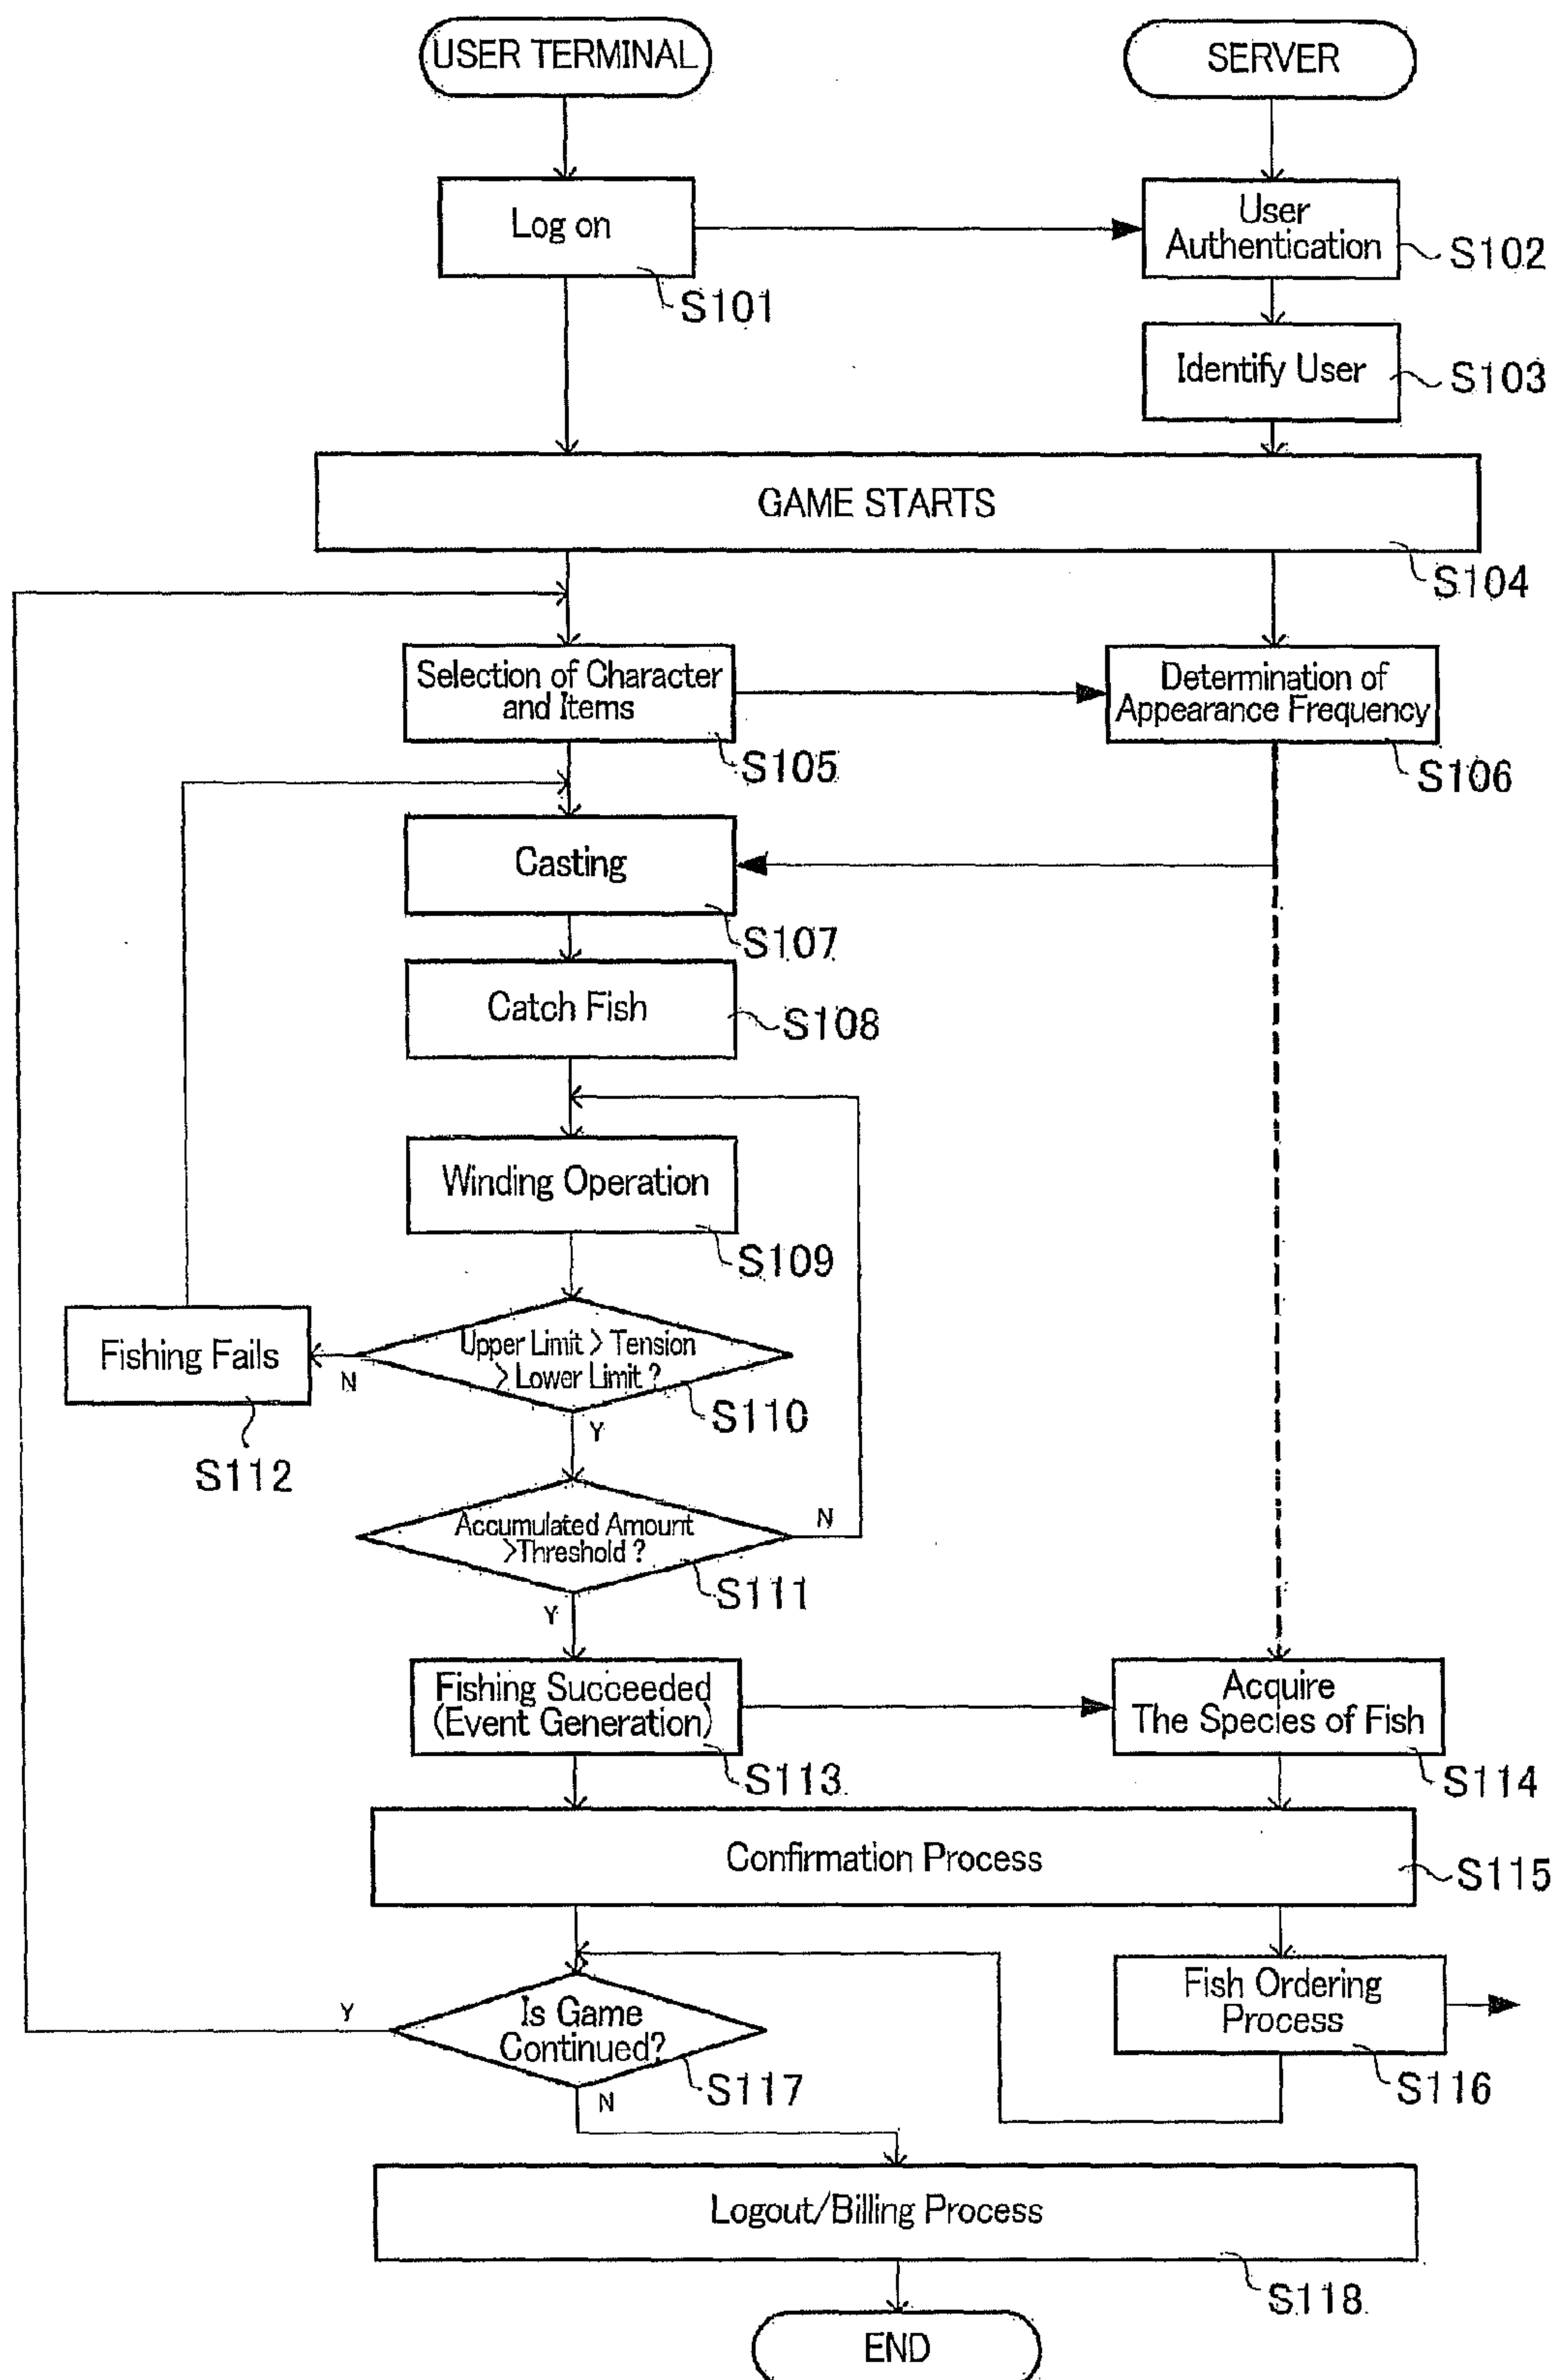 USER TERMINAL
SERVER
Log on
S101
User
Authentication
S102
Identify User
S103
GAME STARTS
S104
Selection of Character
and Items
S105
Determination of
Appearance Frequency
S106
Casting
S107
Catch Fish
S108
Winding Operation
S109
Upper Limit > Tension
> Lower Limit ?
S110
N
Y
Fishing Fails
S112
Accumulated Amount
>Threshold ?
S111
N
Y
Fishing Succeeded
(Event Generation)
S113
Acquire
The Species of Fish
S114
Confirmation Process
S115
Fish Ordering
Process
S116
Is Game
Continued?
S117
Y
N
Logout/Billing Process
S118
END